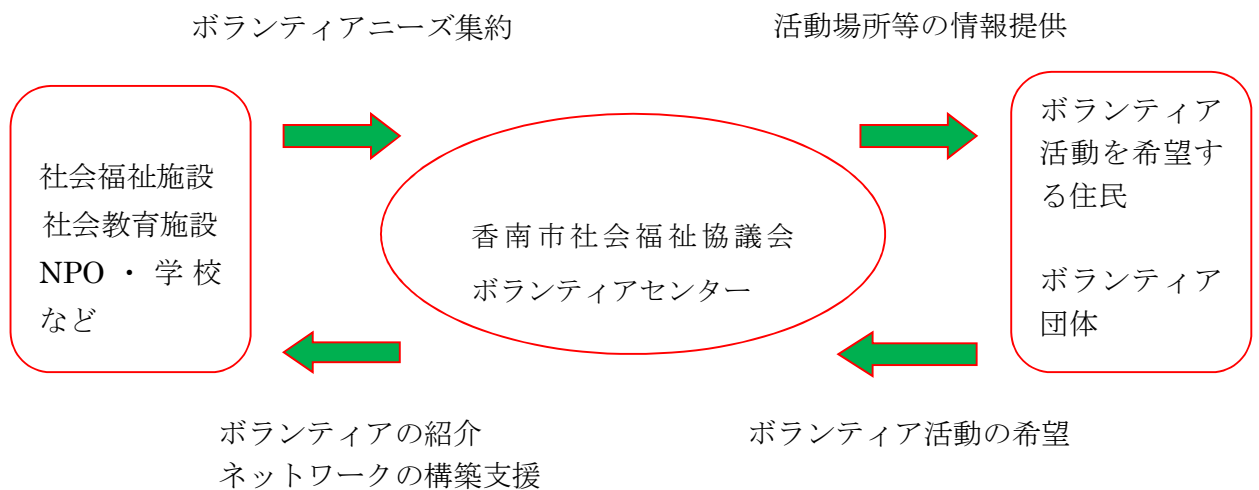 ボランティアニーズ集約
活動場所等の情報提供
社会福祉施設
社会教育施設
NPO・学校
など
香南市社会福祉協議会
ボランティアセンター
ボランティア
活動を希望す
る住民
ボランティア
団体
ボランティアの紹介
ネットワークの構築支援
ボランティア活動の希望